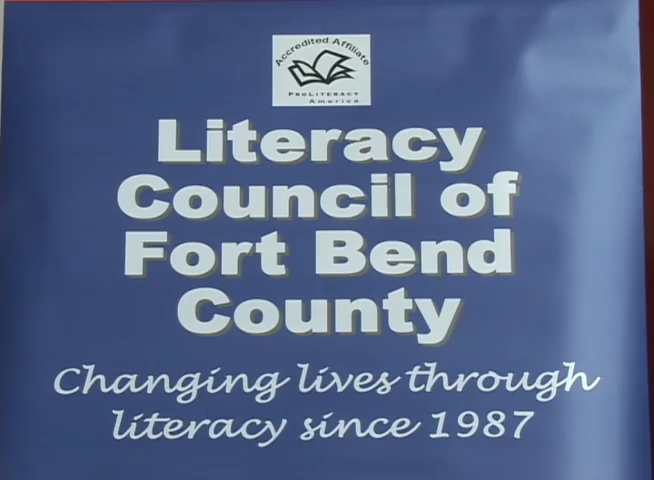 Accredited Affiliate
PROLITERACY
America
Literacy
Council of
Fort Bend
County
Changing lives through
literacy since 1987